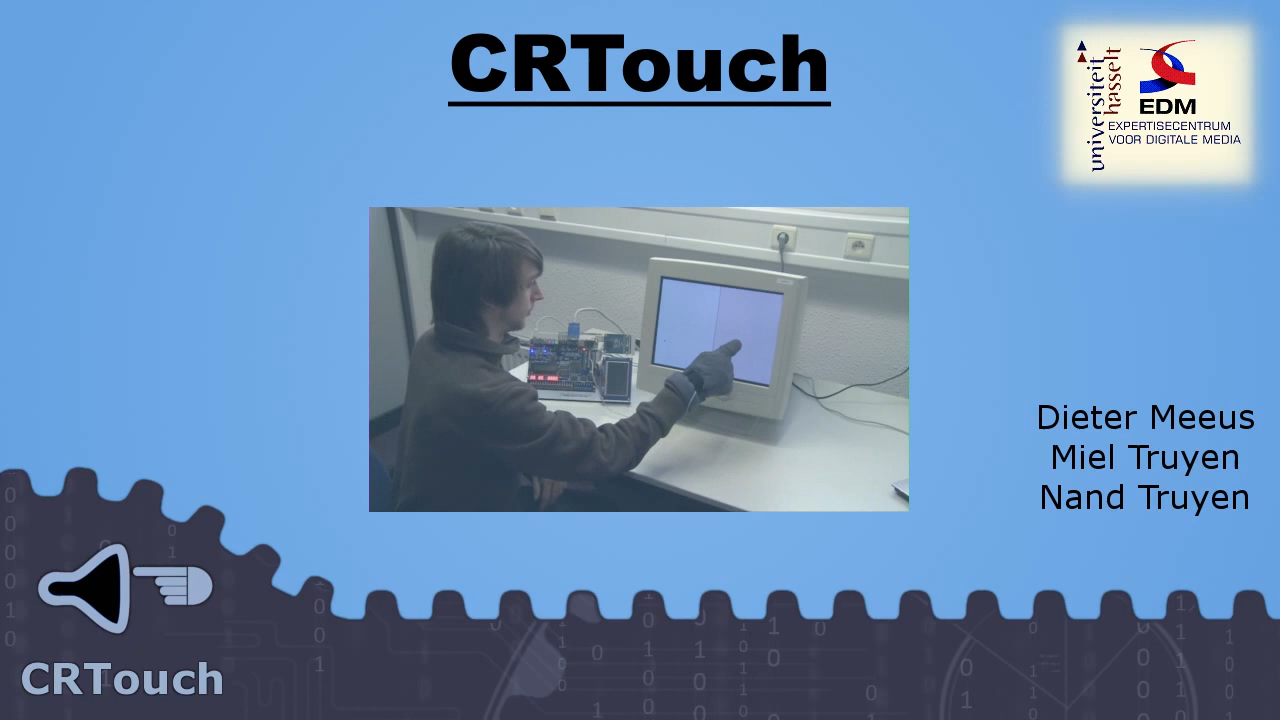 CRTouch
universiteit
hasselt
EDM
EXPERTISECENTRUM
VOOR DIGITALE MEDIA
Dieter Meeus
Miel Truyen
Nand Truyen
CRTouch